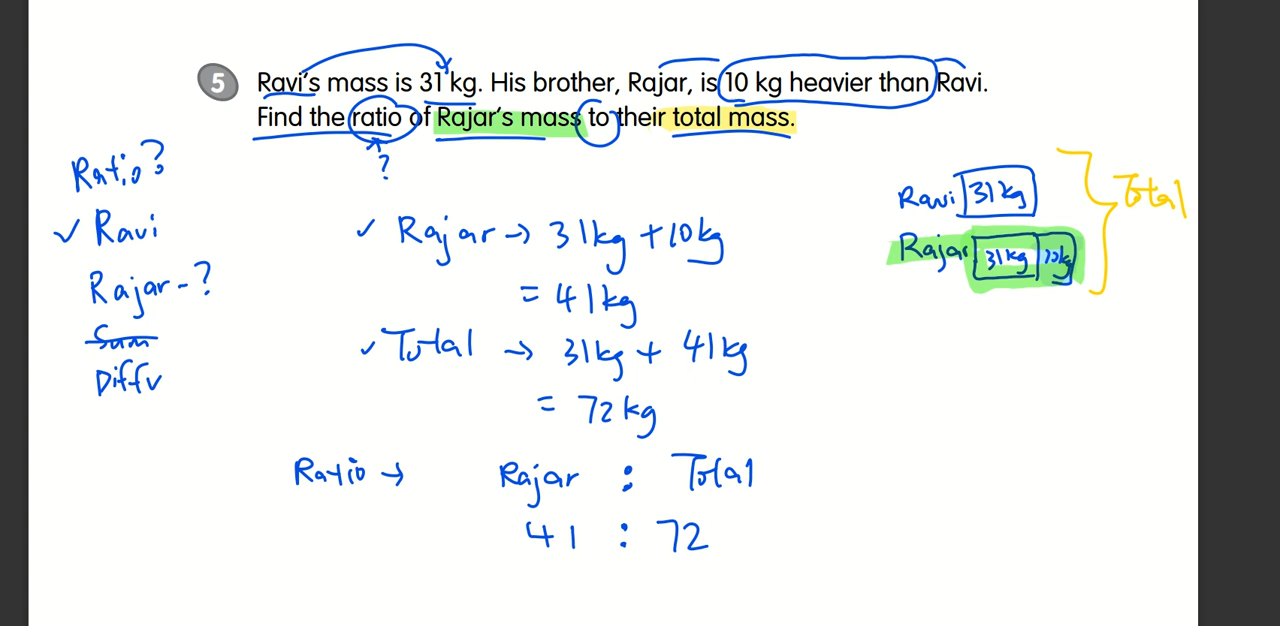 5 Ravi's mass is 31 kg. His brother, Rajar, is 10 kg heavier than Ravi.
Find the ratio of Rajar's mass to their total mass.
?
Ratio?
✓ Ravi
Rajar - ?
Sum
Diff✓
✓ Rajar → 31kg + 10kg
= 41kg
✓ Total → 31kg + 41kg
= 72kg
Ratio → Rajar : Total
41 : 72
Ravi 31kg
Rajar 31kg 10kg
Total